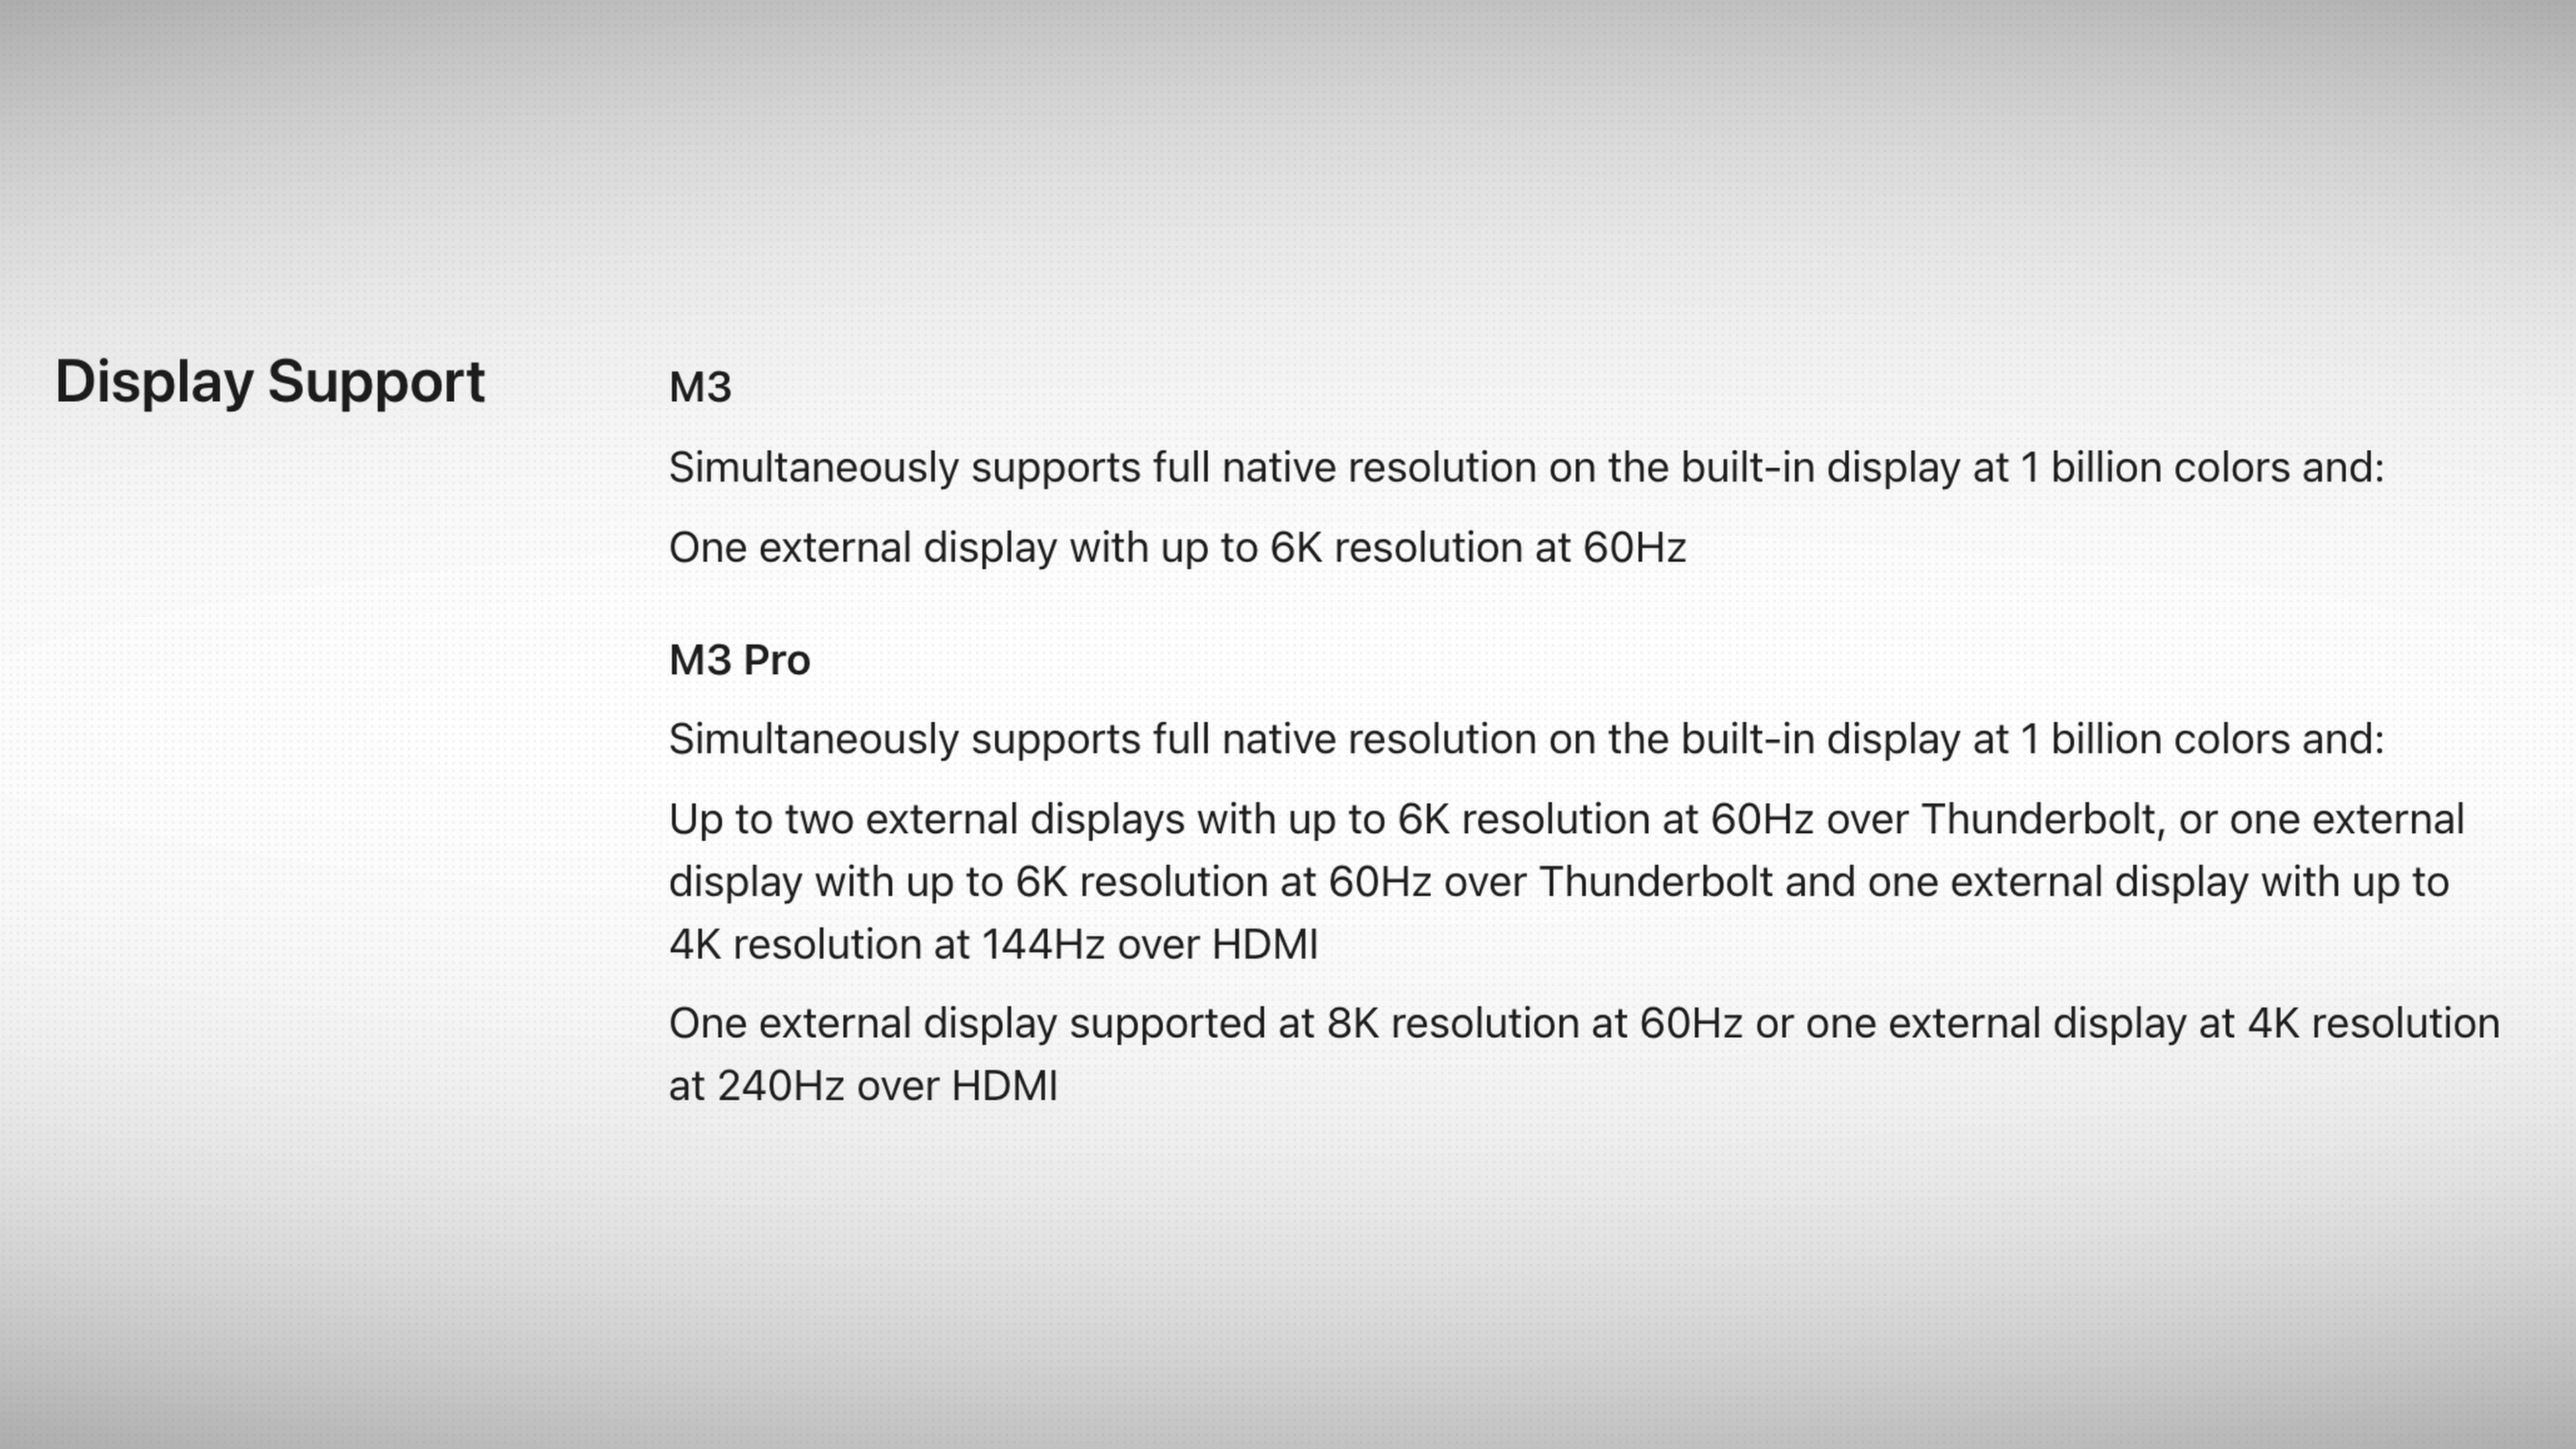 Display Support
M3
Simultaneously supports full native resolution on the built-in display at 1 billion colors and:
One external display with up to 6K resolution at 60Hz
M3 Pro
Simultaneously supports full native resolution on the built-in display at 1 billion colors and:
Up to two external displays with up to 6K resolution at 60Hz over Thunderbolt, or one external
display with up to 6K resolution at 60Hz over Thunderbolt and one external display with up to
4K resolution at 144Hz over HDMI
One external display supported at 8K resolution at 60Hz or one external display at 4K resolution
at 240Hz over HDMI